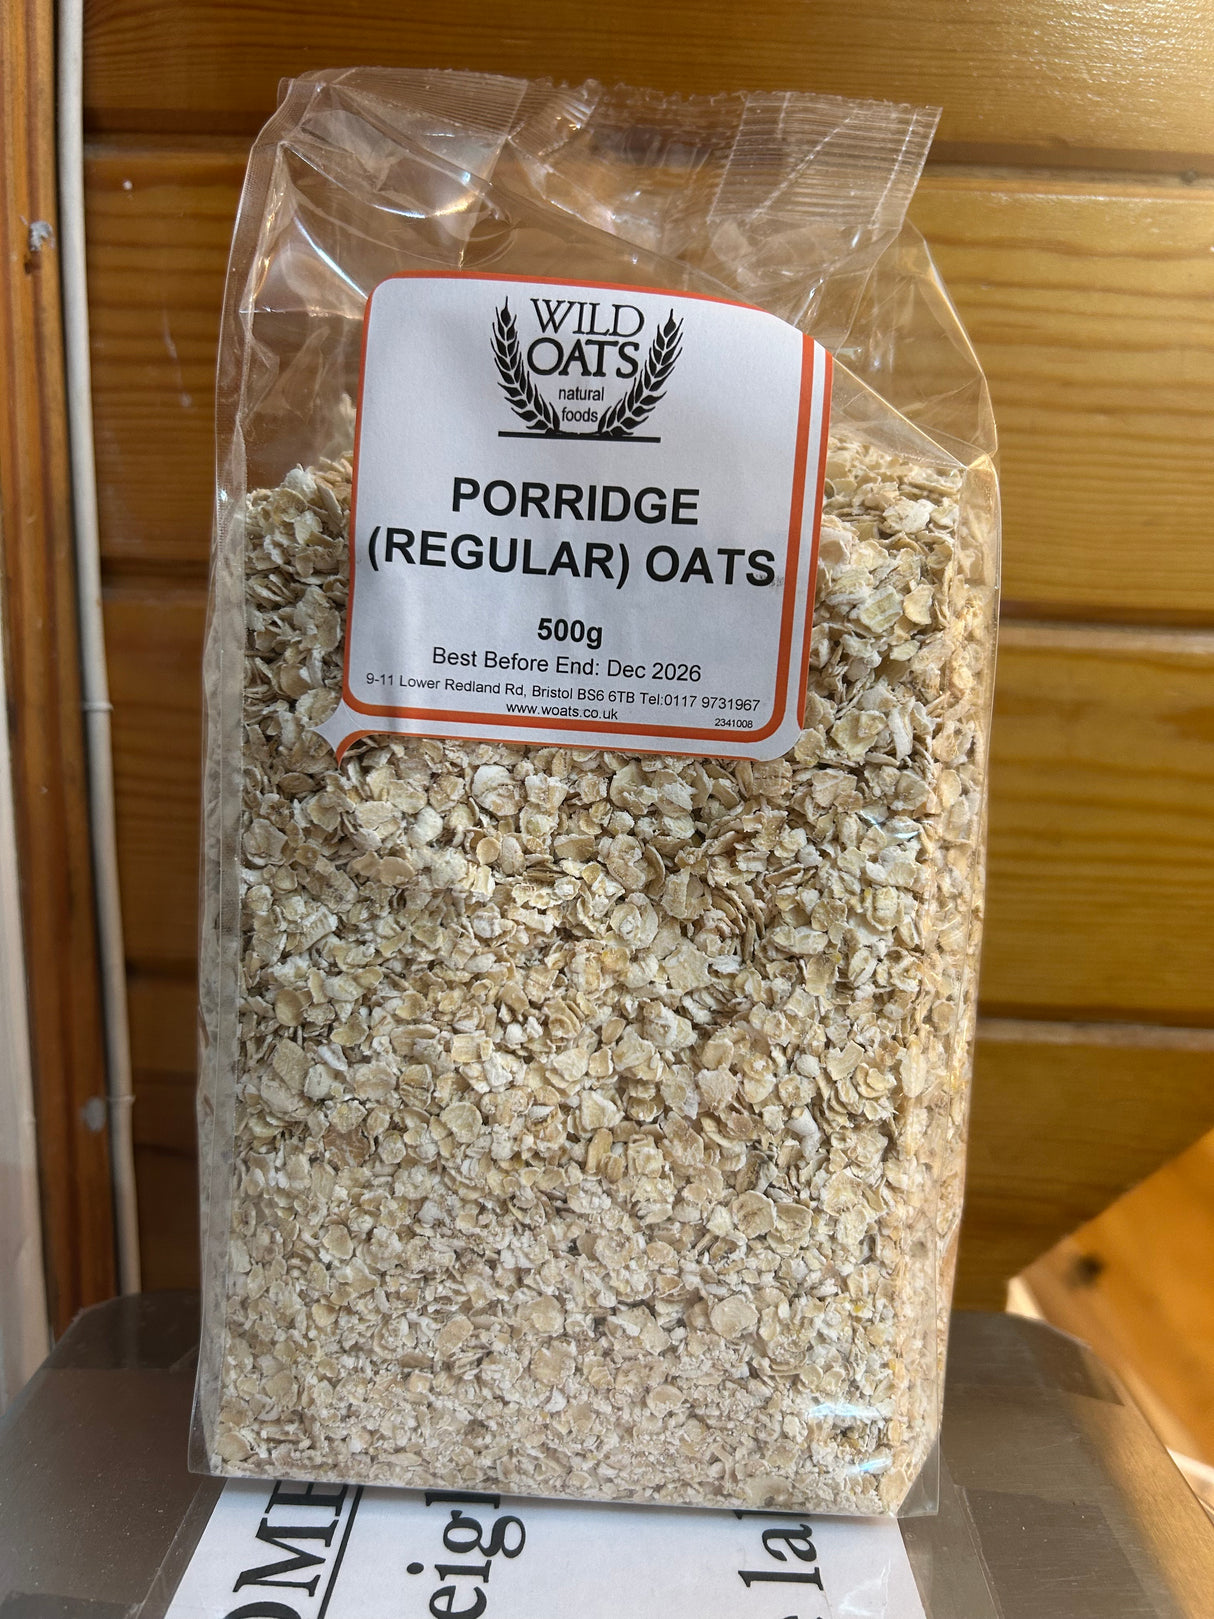 WILD
OATS
natural
foods
PORRIDGE
(REGULAR) OATS
500g
Best Before End: Dec 2026
9-11 Lower Redland Rd, Bristol BS6 6TB Tel:0117 9731967
www.woats.co.uk
2341008